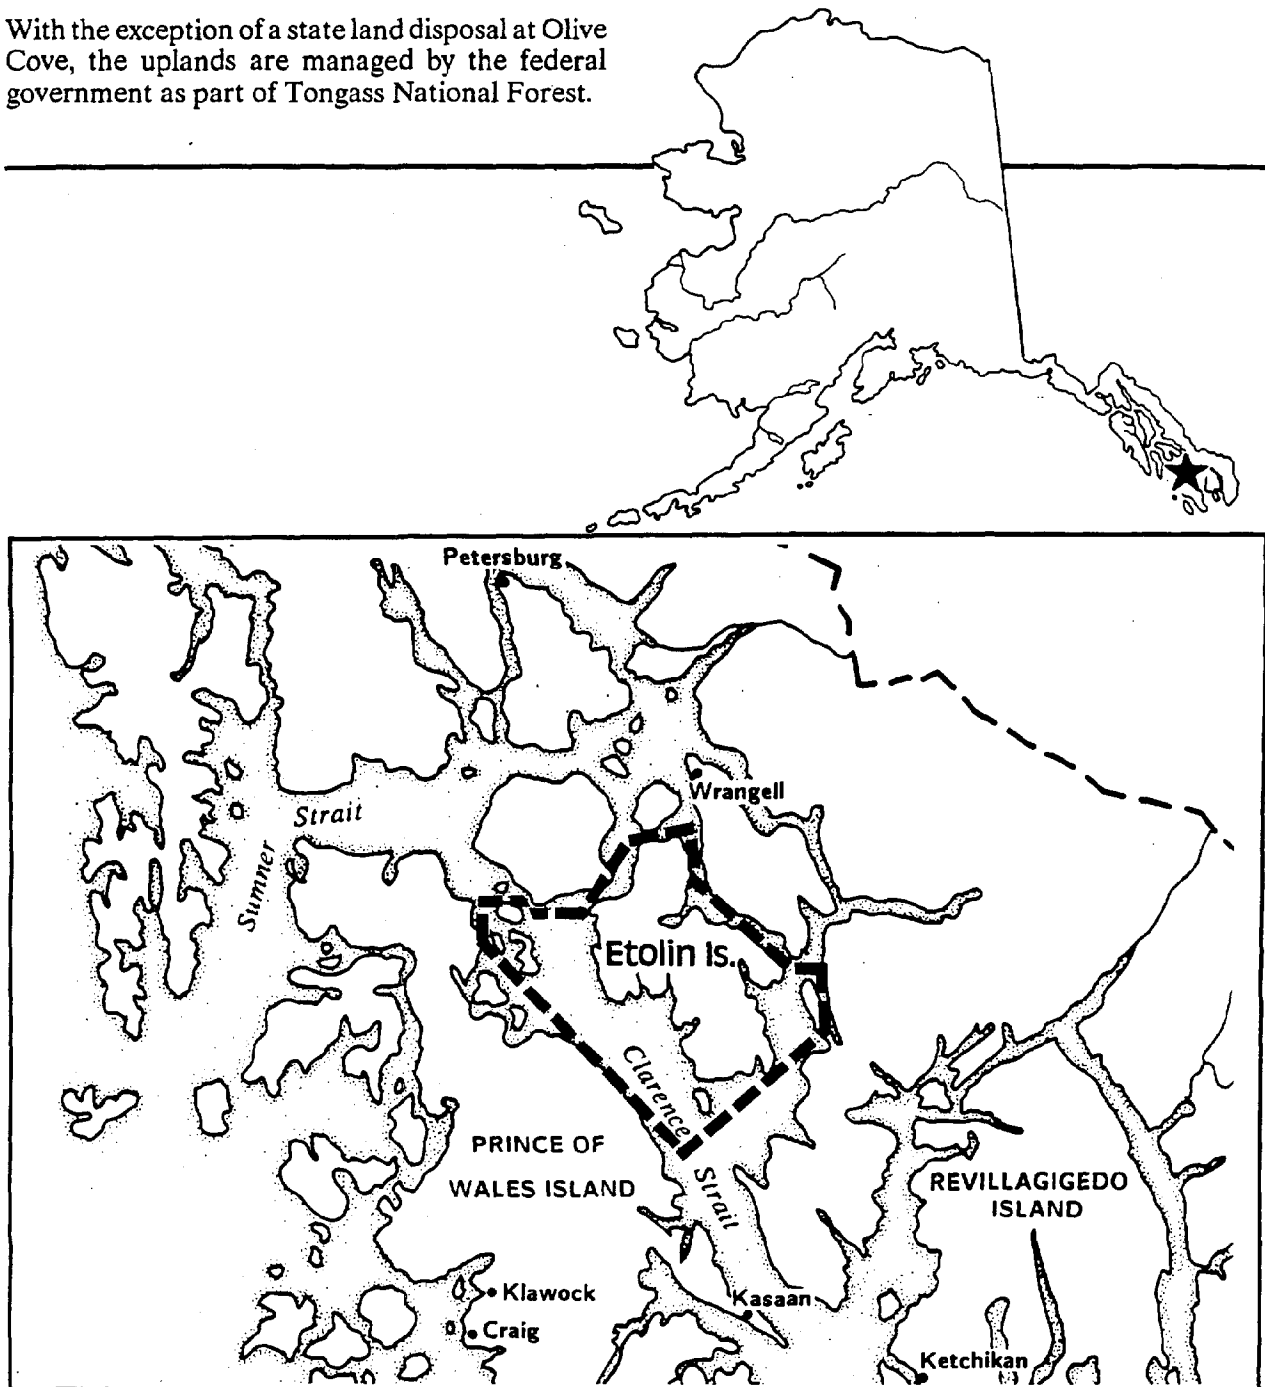 With the exception of a state land disposal at Olive
Cove, the uplands are managed by the federal
government as part of Tongass National Forest.
Petersburg
Wrangell
Strait
Sumner
Etolin Is.
Clarence
Strait
PRINCE OF
WALES ISLAND
REVILLAGIGEDO
ISLAND
Klawock
Kasaan
Craig
Ketchikan